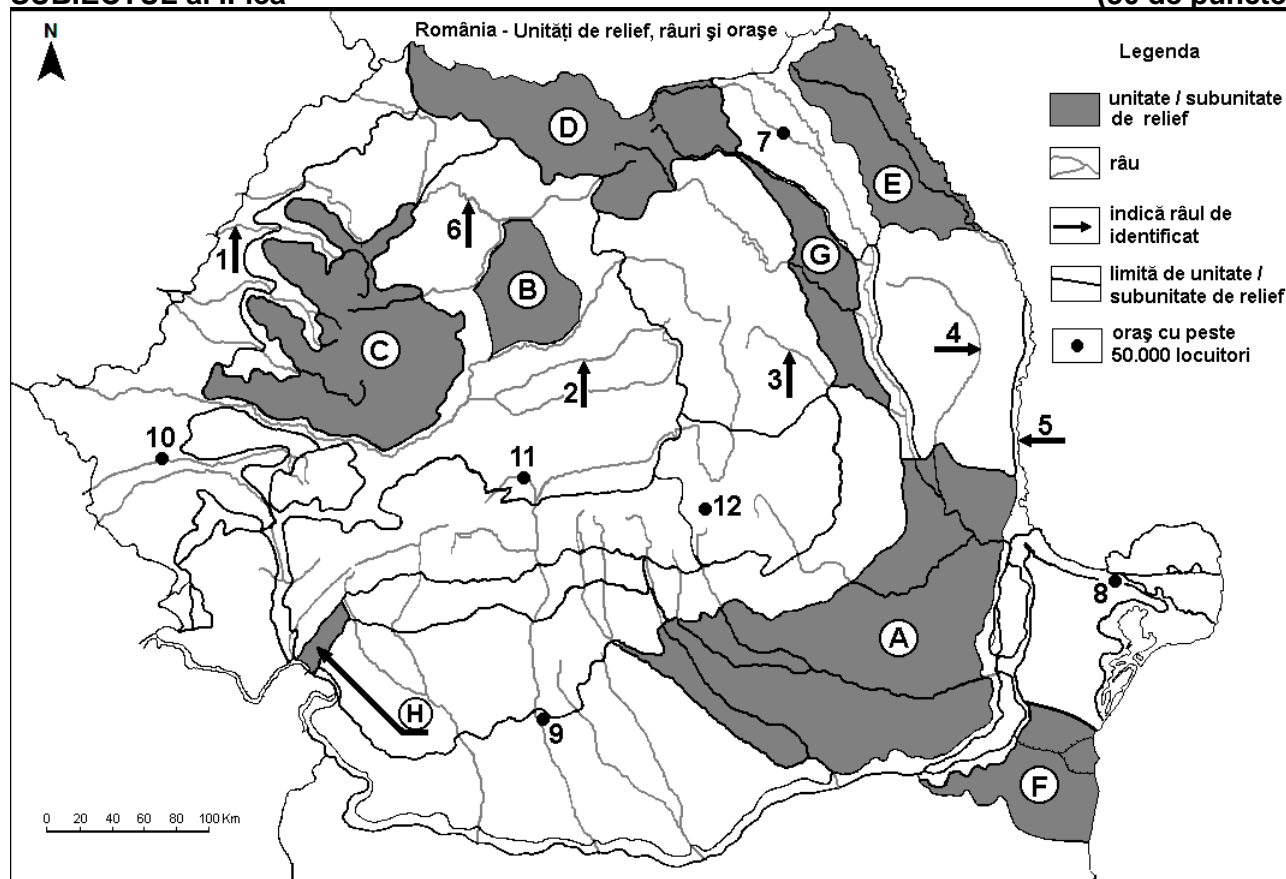 România - Unități de relief, râuri și orașe
N
Legenda
unitate / subunitate
de relief
râu
indică râul de
identificat
limită de unitate /
subunitate de relief
oraș cu peste
50.000 locuitori
D
7
E
1
6
G
B
C
4
2
3
5
10
11
12
8
A
H
9
F
0 20 40 60 80 100 Km